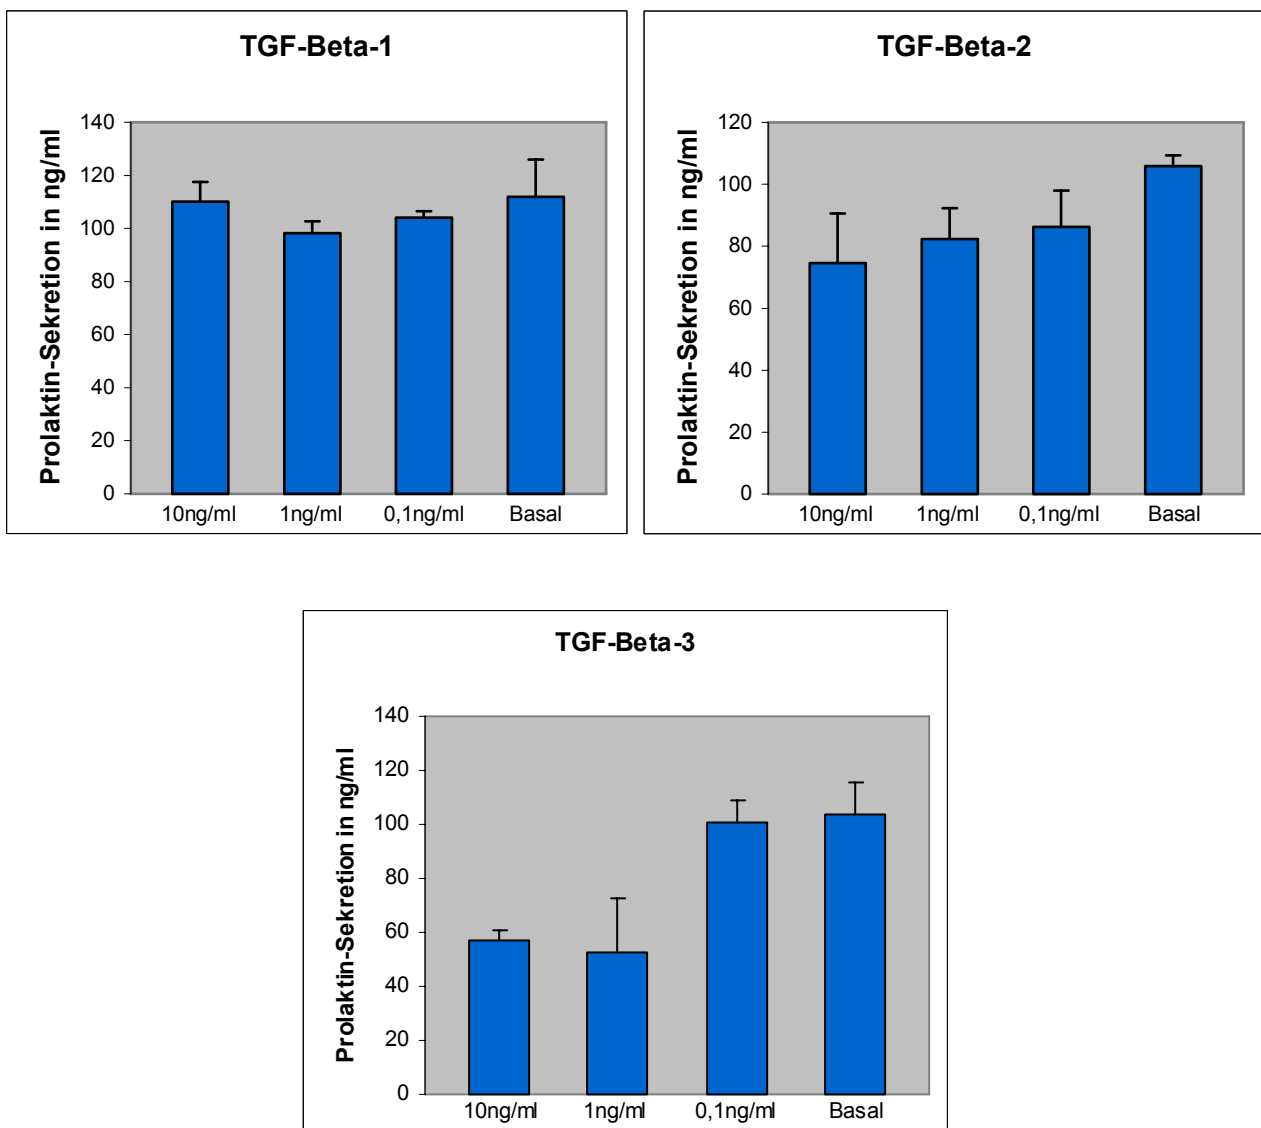 TGF-Beta-1
Prolaktin-Sekretion in ng/ml
140
120
100
80
60
40
20
0
10ng/ml 1ng/ml 0,1ng/ml Basal
TGF-Beta-2
Prolaktin-Sekretion in ng/ml
120
100
80
60
40
20
0
10ng/ml 1ng/ml 0,1ng/ml Basal
TGF-Beta-3
Prolaktin-Sekretion in ng/ml
140
120
100
80
60
40
20
0
10ng/ml 1ng/ml 0,1ng/ml Basal